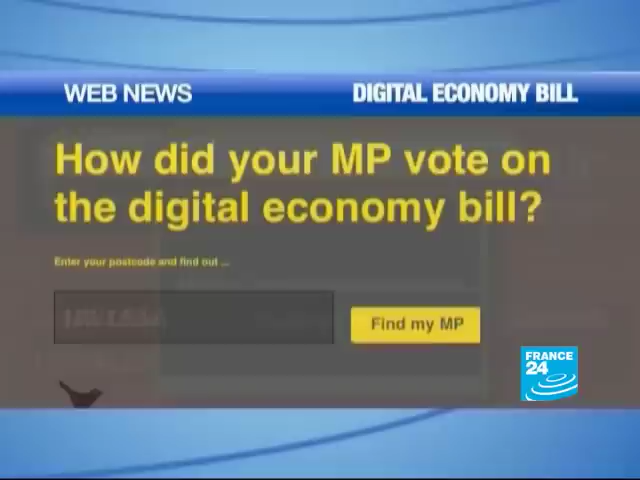 WEB NEWS
DIGITAL ECONOMY BILL
How did your MP vote on
the digital economy bill?
Enter your postcode and find out ...
Find my MP
FRANCE
24